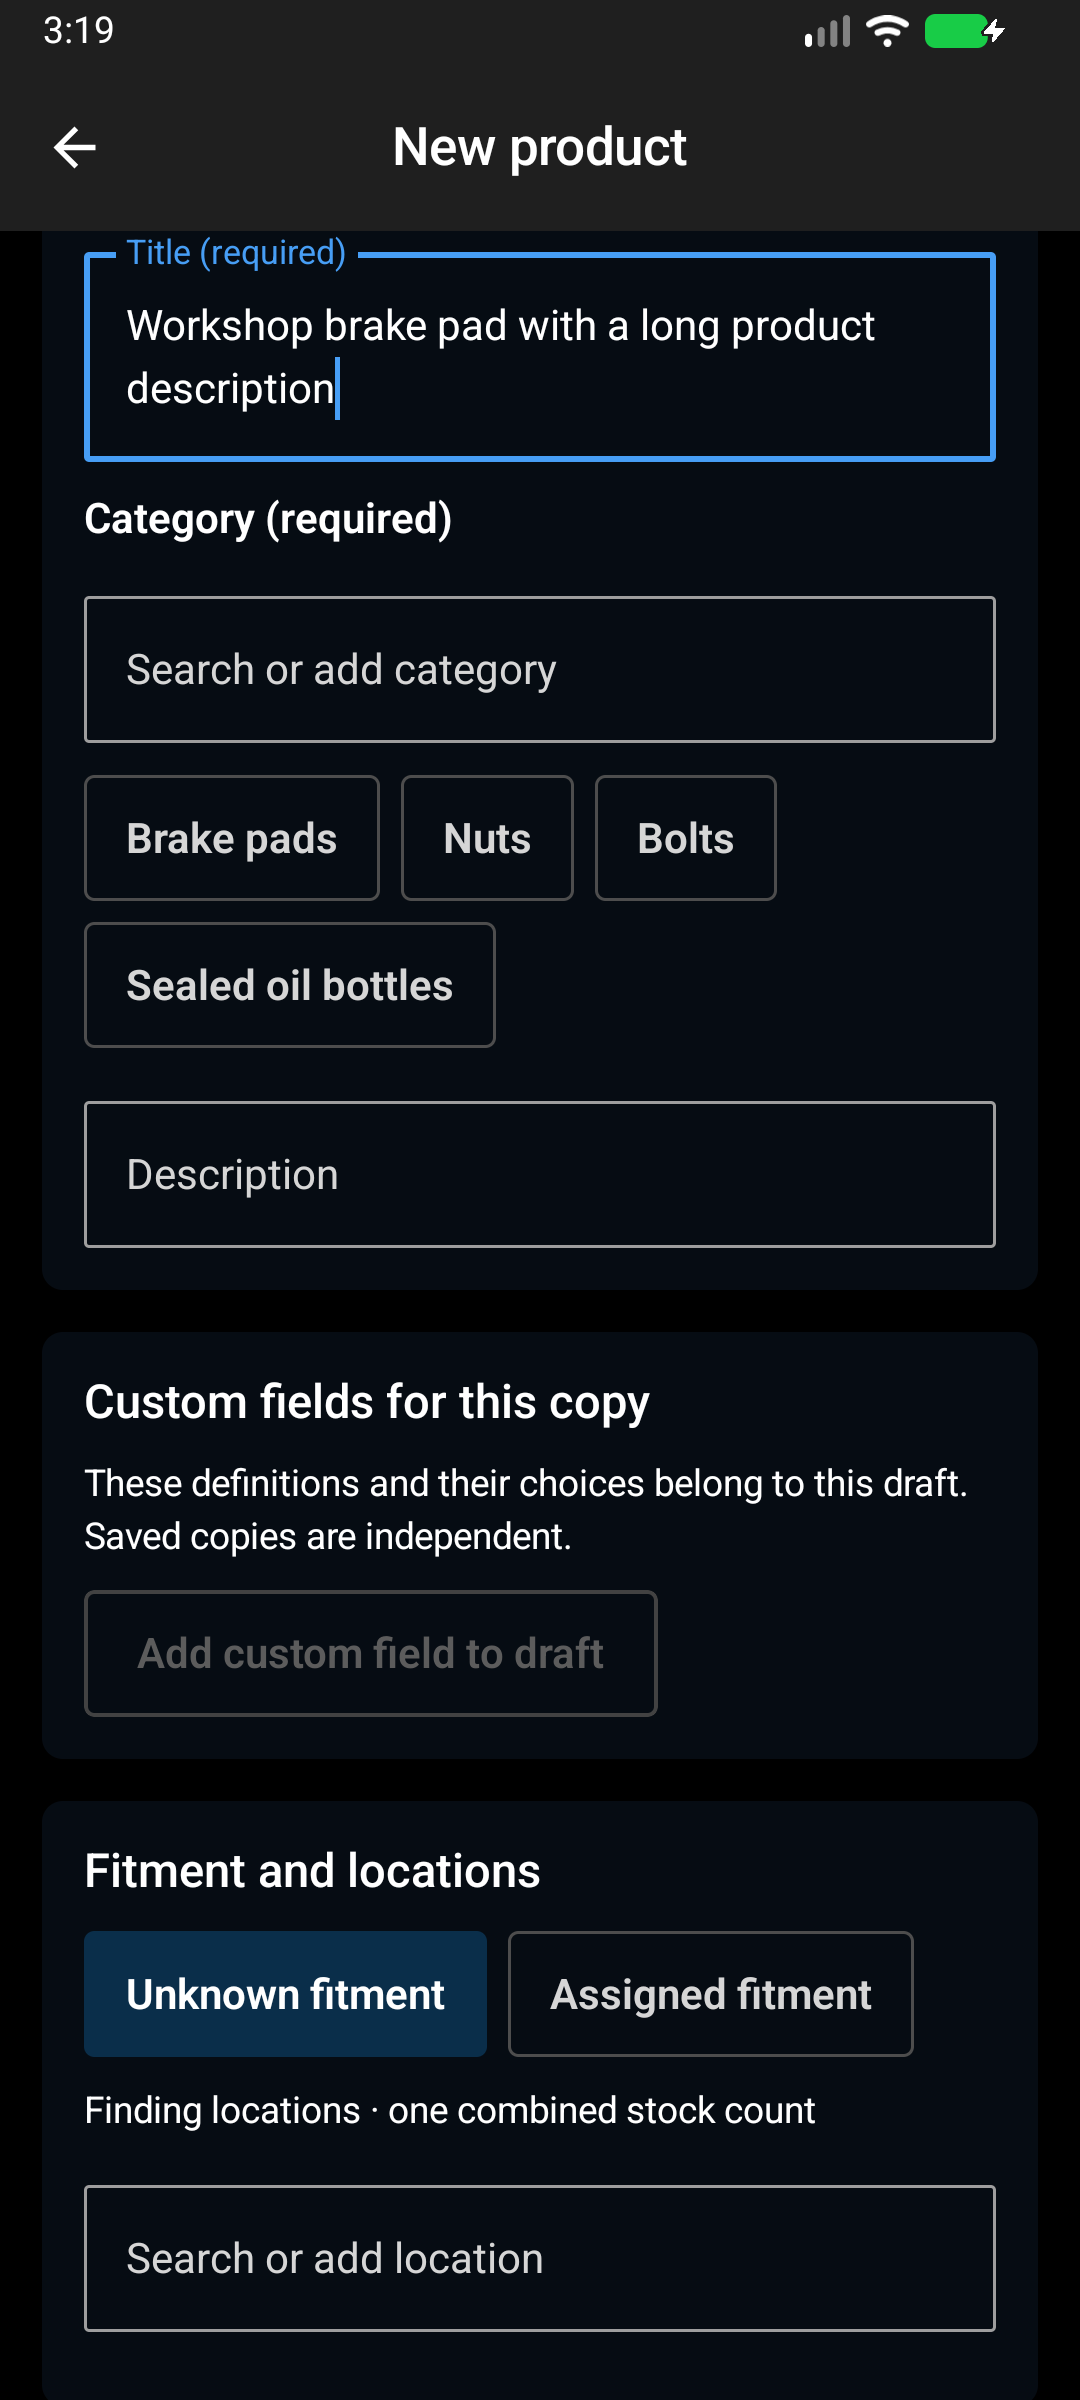 3:19
New product
Title (required)
Workshop brake pad with a long product
description
Category (required)
Search or add category
Brake pads
Nuts
Bolts
Sealed oil bottles
Description
Custom fields for this copy
These definitions and their choices belong to this draft.
Saved copies are independent.
Add custom field to draft
Fitment and locations
Unknown fitment
Assigned fitment
Finding locations · one combined stock count
Search or add location